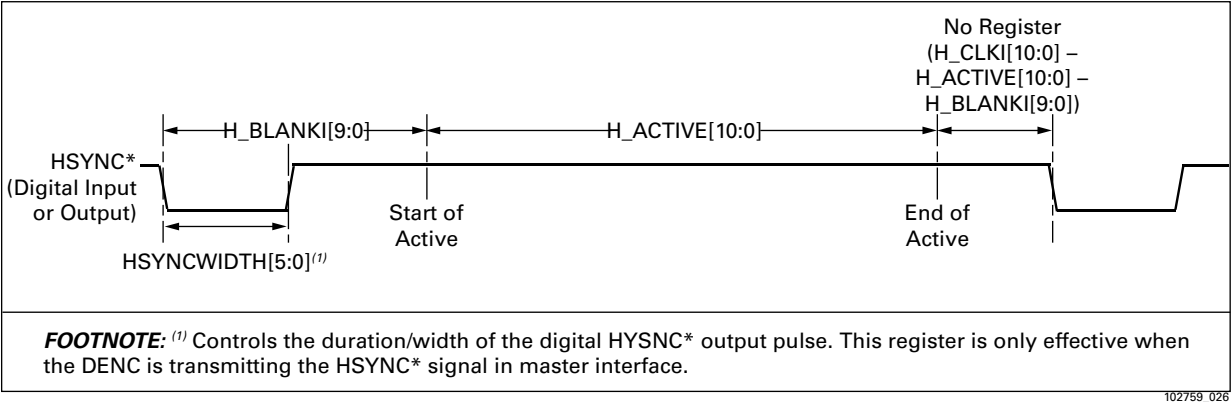 No Register
(H_CLKI[10:0] –
H_ACTIVE[10:0] –
H_BLANKI[9:0])
H_BLANKI[9:0]
H_ACTIVE[10:0]
HSYNC*
(Digital Input
or Output)
Start of
Active
End of
Active
HSYNCWIDTH[5:0](1)
FOOTNOTE: (1) Controls the duration/width of the digital HYSNC* output pulse. This register is only effective when
the DENC is transmitting the HSYNC* signal in master interface.
102759_026